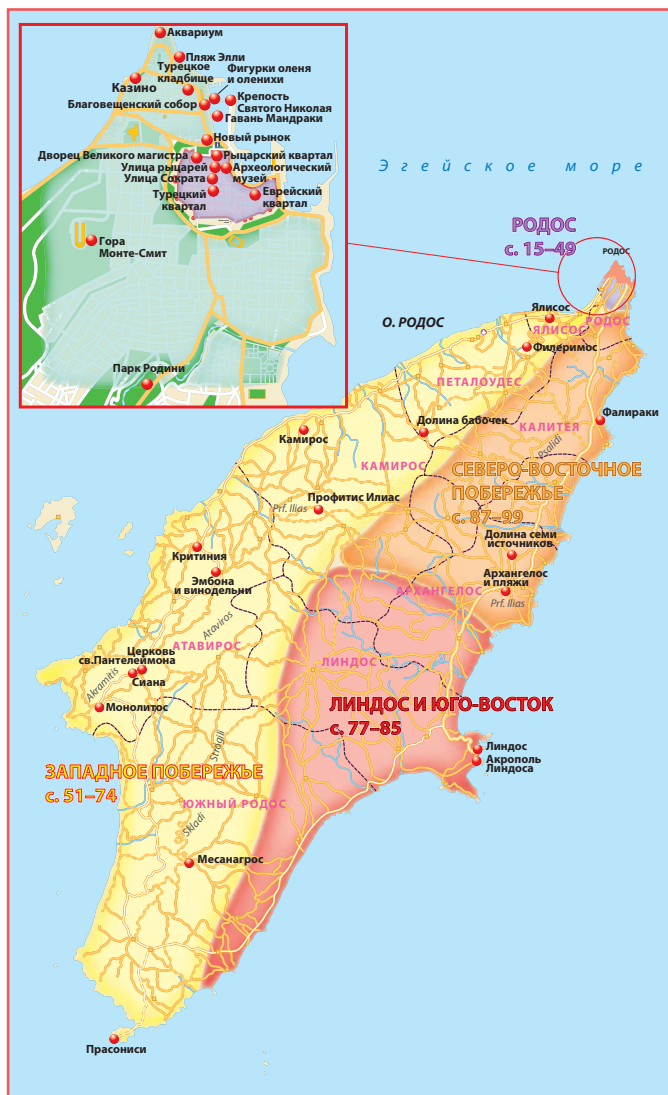 Аквариум
Пляж Элли
Турецкое
кладбище
Фигурки оленя
и оленихи
Казино
Крепость
Святого Николая
Благовещенский собор
Гавань Мандраки
Новый рынок
Дворец Великого магистра
Рыцарский квартал
Улица рыцарей
Археологический
музей
Улица Сократа
Турецкий
квартал
Еврейский
квартал
Гора
Монте-Смит
Парк Родини
Эгейское море
РОДОС
с. 15–49
РОДОС
О. РОДОС
Ялисос
ЯЛИСОС
РОДОС
Филеримос
ПЕТАЛОУДЕС
Долина бабочек
КАЛИТЕЯ
Фалираки
Psalidi
Камирос
КАМИРОС
СЕВЕРО-ВОСТОЧНОЕ
ПОБЕРЕЖЬЕ
с. 87–99
Профитис Илиас
Prf. Ilias
Долина семи
источников
Критиния
Эмбона
и винодельни
Архангелос
и пляжи
АРХАНГЕЛОС
Prf. Ilias
Ataviros
АТАВИРОС
Церковь
св.Пантелеймона
Сиана
Akramitis
Монолитос
ЛИНДОС
ЛИНДОС И ЮГО-ВОСТОК
с. 77–85
Линдос
Акрополь
Линдоса
Stragili
ЗАПАДНОЕ ПОБЕРЕЖЬЕ
с. 51–74
ЮЖНЫЙ РОДОС
Skladi
Месанагрос
Прасониси